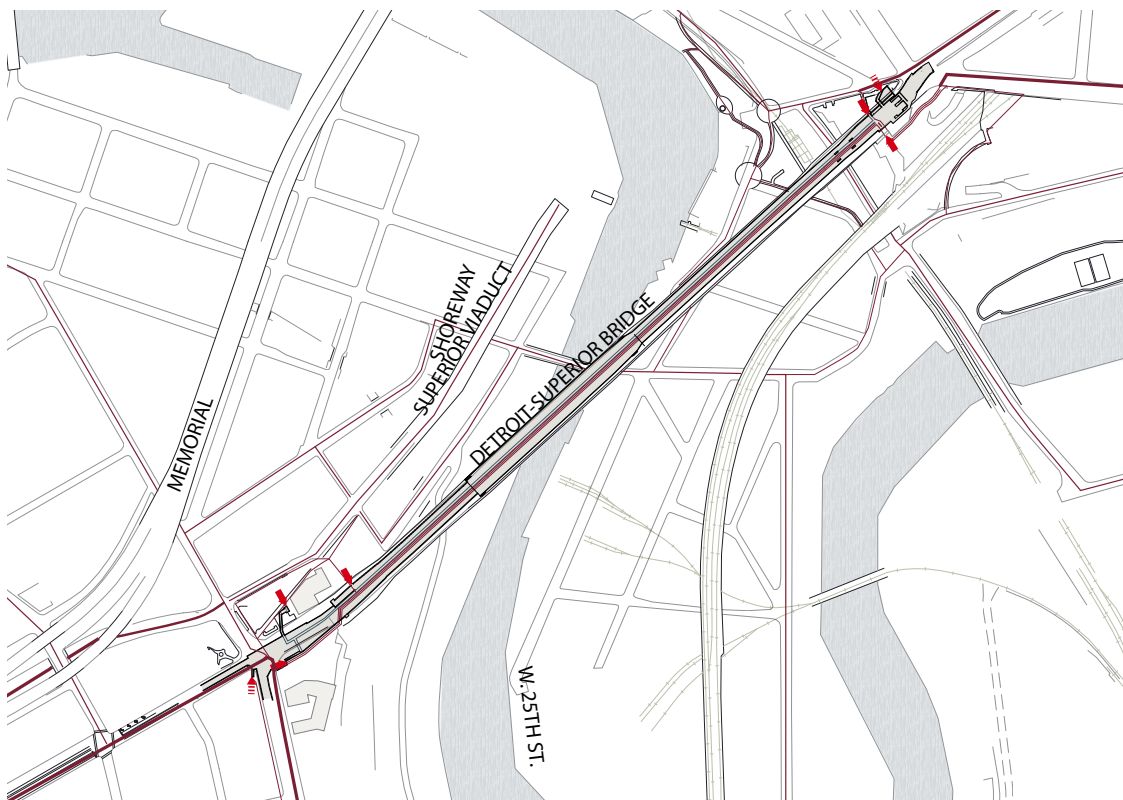 SHOREWAY
SUPERIOR VIADUCT
DETROIT-SUPERIOR BRIDGE
MEMORIAL
W. 25TH ST.